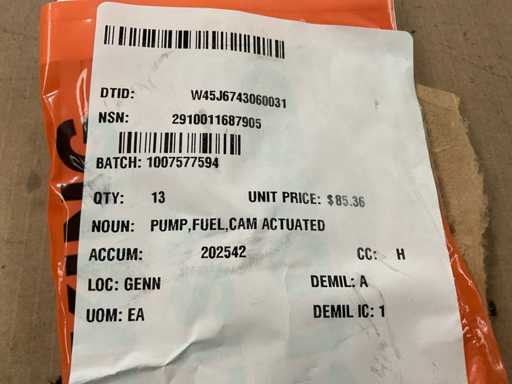 DTID: W45J6743060031
NSN: 2910011687905
BATCH: 1007577594
QTY: 13 UNIT PRICE: $85.36
NOUN: PUMP,FUEL,CAM ACTUATED
ACCUM: 202542 CC: H
LOC: GENN DEMIL: A
UOM: EA DEMIL IC: 1